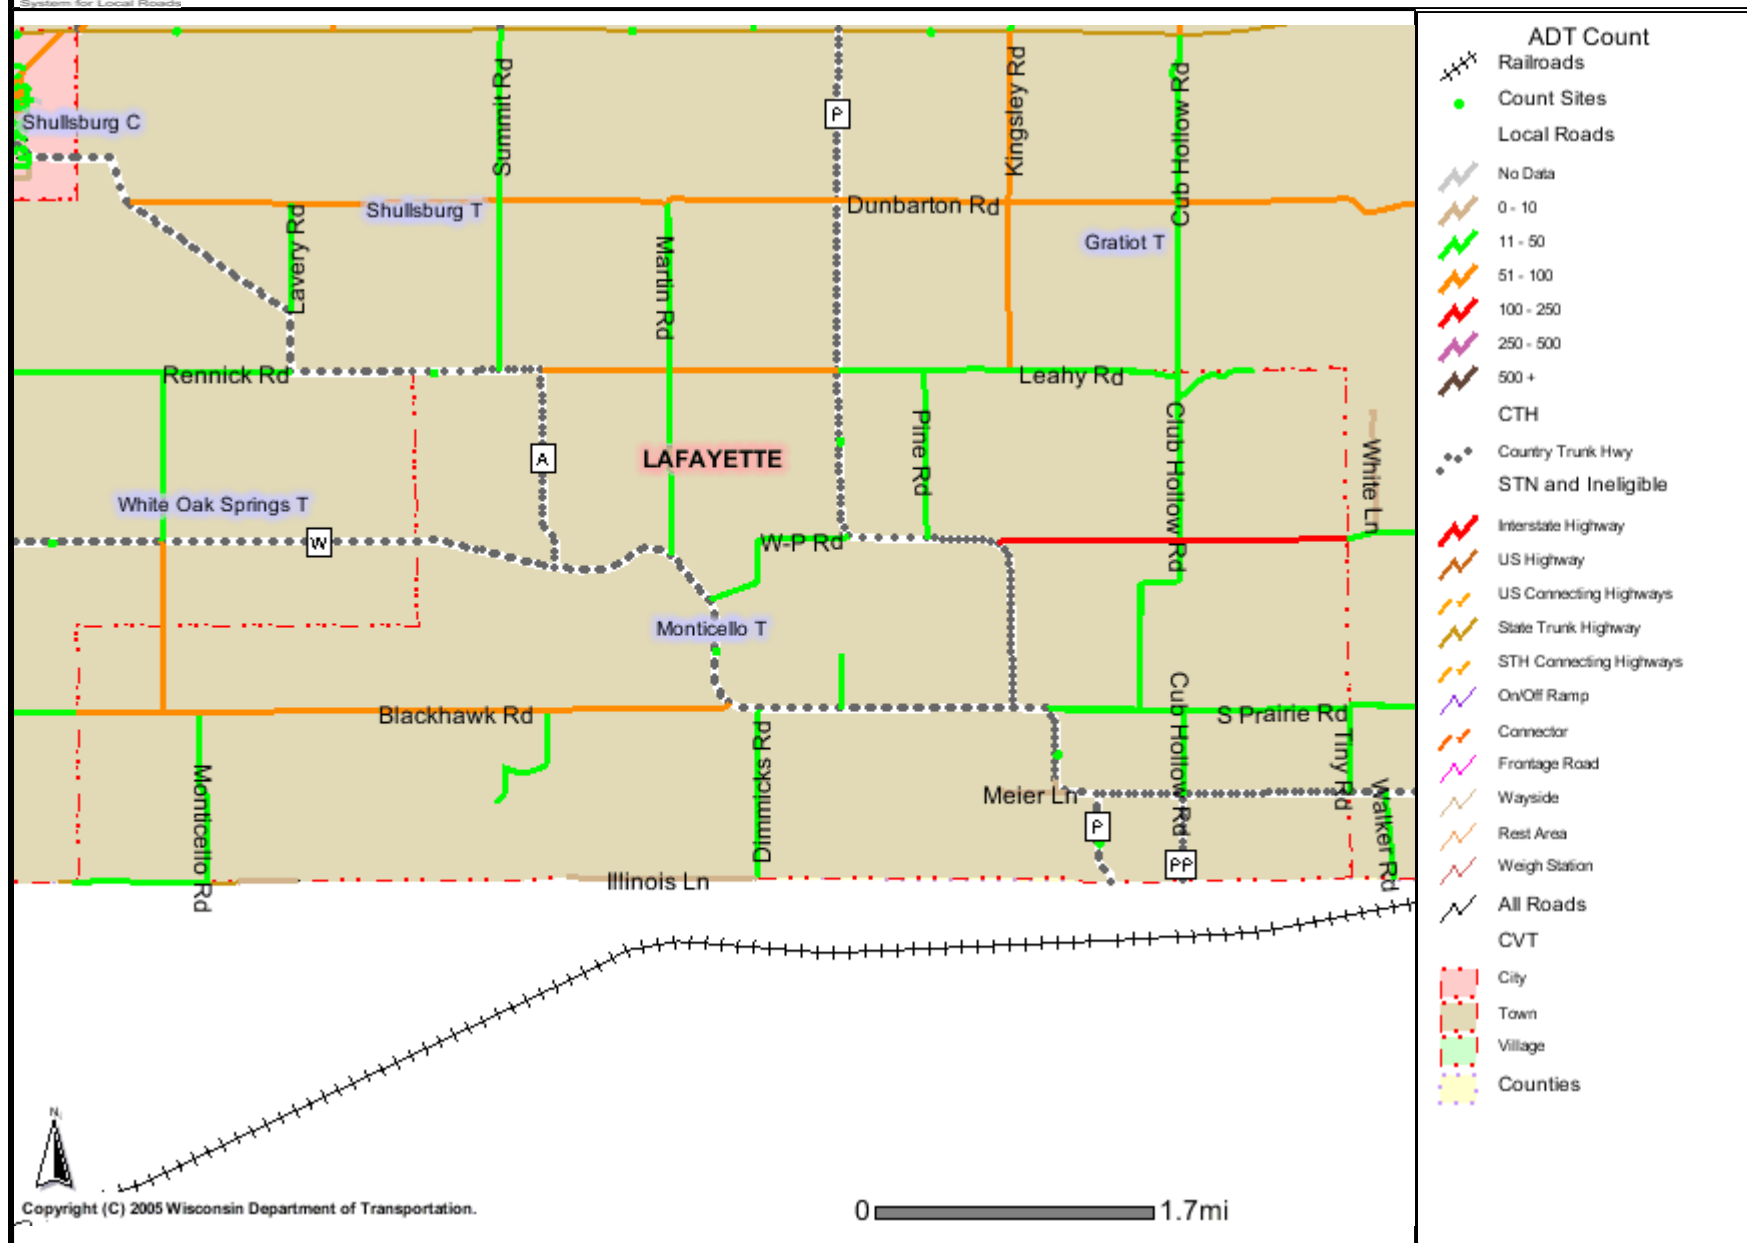 System for Local Roads
Summit Rd
P
Kingsley Rd
Cub Hollow Rd
Shullsburg C
Lavery Rd
Shullsburg T
Martin Rd
Dunbarton Rd
Gratiot T
Rennick Rd
Leahy Rd
A
LAFAYETTE
Pine Rd
Club Hollow Rd
White Ln
White Oak Springs T
W
W-P Rd
Monticello T
Blackhawk Rd
Cub Hollow Rd
S Prairie Rd
Monticello Rd
Dimmicks Rd
Tiny Rd
Meier Ln
Walker Rd
P
PP
Illinois Ln
N
Copyright (C) 2005 Wisconsin Department of Transportation.
0 1.7mi
ADT Count
Railroads
Count Sites
Local Roads
No Data
0 - 10
11 - 50
51 - 100
100 - 250
250 - 500
500 +
CTH
Country Trunk Hwy
STN and Ineligible
Interstate Highway
US Highway
US Connecting Highways
State Trunk Highway
STH Connecting Highways
On/Off Ramp
Connector
Frontage Road
Wayside
Rest Area
Weigh Station
All Roads
CVT
City
Town
Village
Counties